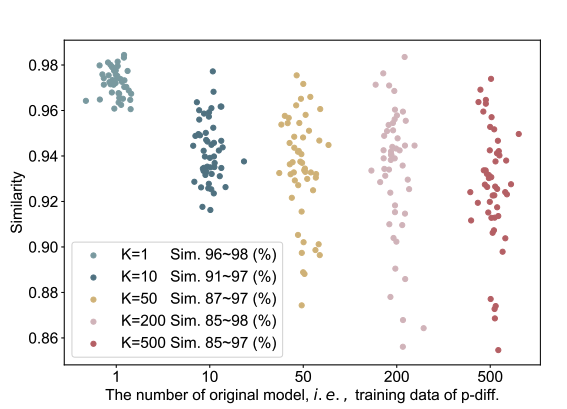 0.98
0.96
0.94
0.92
0.90
0.88
0.86
Similarity
K=1 Sim. 96~98 (%)
K=10 Sim. 91~97 (%)
K=50 Sim. 87~97 (%)
K=200 Sim. 85~98 (%)
K=500 Sim. 85~97 (%)
1 10 50 200 500
The number of original model, i.e., training data of p-diff.